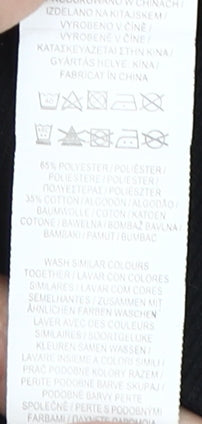 IZDELANO NA KITAJSKEM /
VYROBENO V ČÍNĚ /
VYROBENÉ V ČÍNE /
ΚΑΤΑΣΚΕΥΑΖΕΤΑΙ ΣΤΗΝ ΚΙΝΑ /
GYÁRTÁS HELYE: KÍNA /
FABRICAT ÎN CHINA
65% POLYESTER / POLIÉSTER /
POLIESTERE / POLIESTER /
ΠΟΛΥΕΣΤΕΡΑΣ / POLIÉSZTER
35% COTTON / ALGODÓN / ALGODÃO /
BAUMWOLLE / COTON / KATOEN
COTONE / BAWEŁNA / BOMBAŽ BAVLNA /
ΒΑΜΒΑΚΙ / PAMUT / BUMBAC
WASH SIMILAR COLOURS
TOGETHER / LAVAR CON COLORES
SIMILARES / LAVAR COM CORES
SEMELHANTES / ZUSAMMEN MIT
ÄHNLICHEN FARBEN WASCHEN
LAVER AVEC DES COULEURS
SIMILAIRES / SOORTGELIJKE
KLEUREN SAMEN WASSEN /
LAVARE INSIEME A COLORI SIMILI /
PRAĆ PODOBNE KOLORY RAZEM /
PERITE PODOBNE BARVE SKUPAJ /
PODOBNÉ BARVY PERTE
SPOLEČNĚ / PERTE S PODOBNÝMI
FARBAMI /